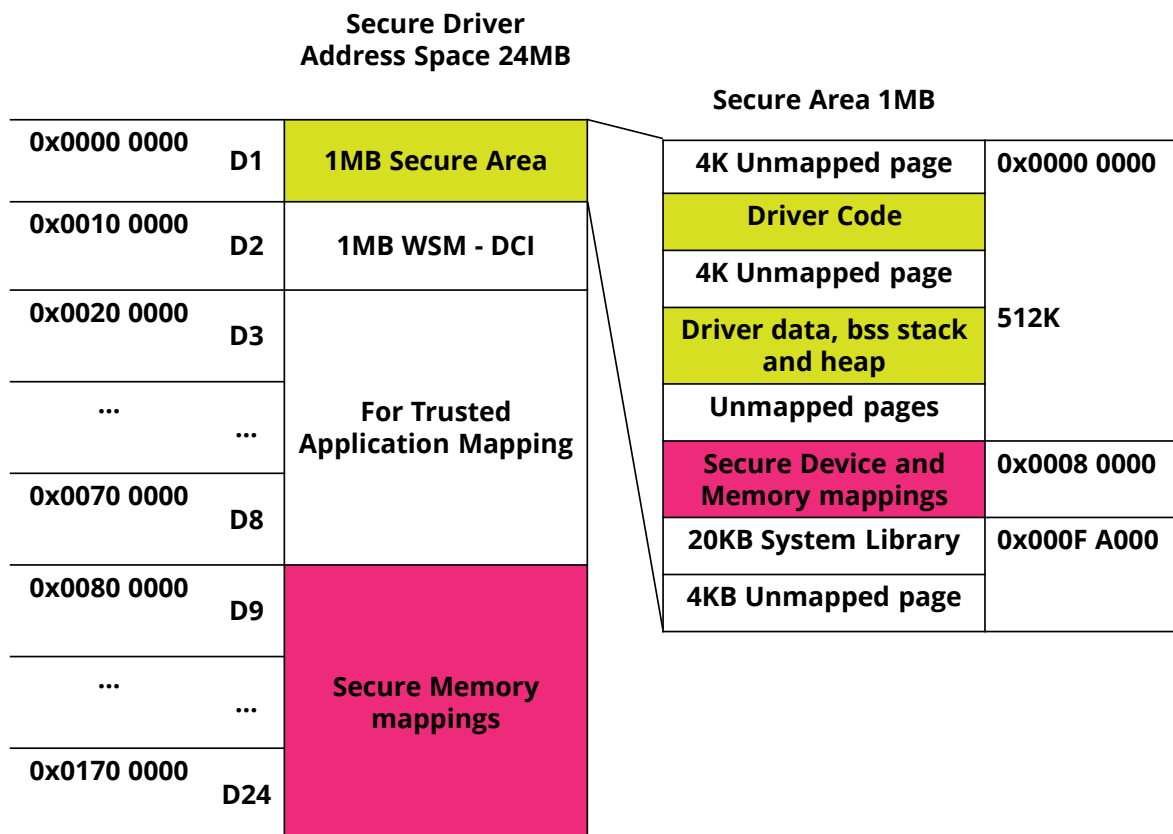 Secure Driver
Address Space 24MB
0x0000 0000
D1
1MB Secure Area
0x0010 0000
D2
1MB WSM - DCI
0x0020 0000
D3
...
...
For Trusted
Application Mapping
0x0070 0000
D8
0x0080 0000
D9
...
...
Secure Memory
mappings
0x0170 0000
D24
Secure Area 1MB
4K Unmapped page
0x0000 0000
Driver Code
4K Unmapped page
512K
Driver data, bss stack
and heap
Unmapped pages
Secure Device and
Memory mappings
0x0008 0000
20KB System Library
0x000F A000
4KB Unmapped page